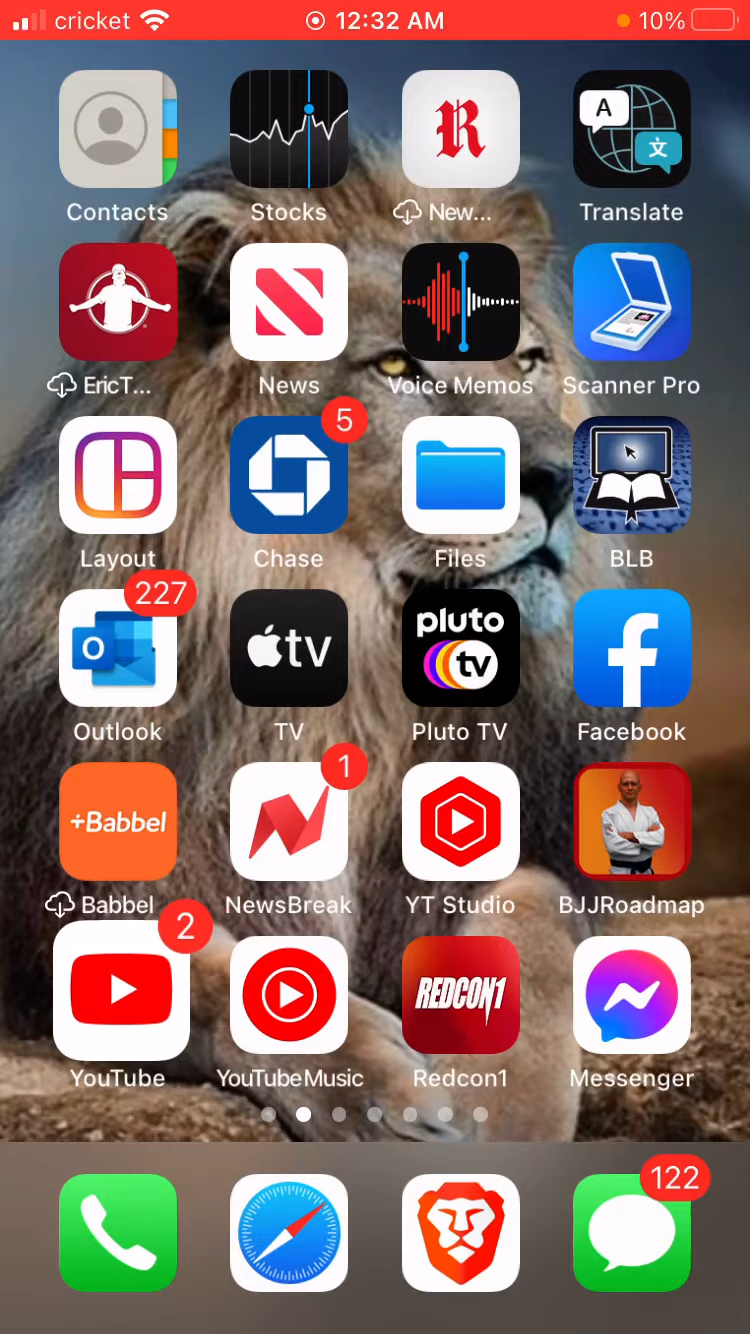 cricket 12:32 AM 10%
A
文
R
Contacts Stocks New... Translate
EricT... News Voice Memos Scanner Pro
5
Layout Chase Files BLB
227
O
tv
pluto
tv
f
Outlook TV Pluto TV Facebook
1
+Babbel
Babbel NewsBreak YT Studio BJJRoadmap
2
REDCON1
YouTube YouTubeMusic Redcon1 Messenger
122